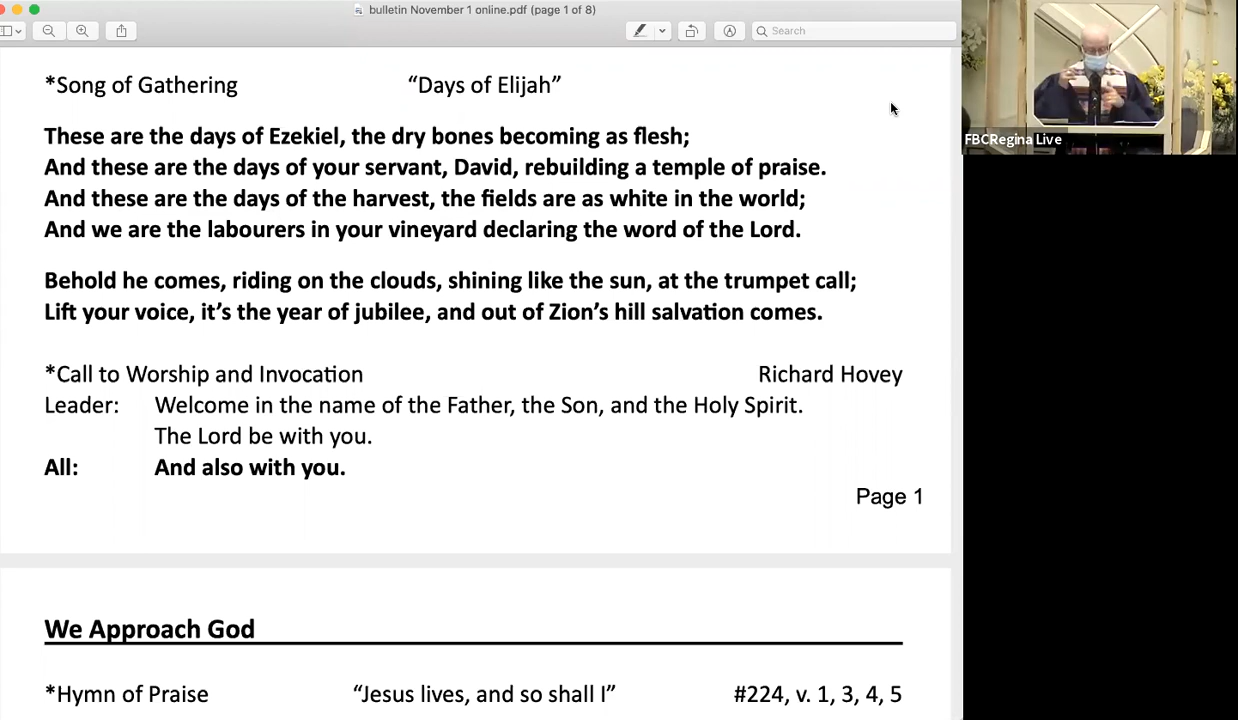 bulletin November 1 online.pdf (page 1 of 8)
Search
*Song of Gathering “Days of Elijah”
These are the days of Ezekiel, the dry bones becoming as flesh;
And these are the days of your servant, David, rebuilding a temple of praise.
And these are the days of the harvest, the fields are as white in the world;
And we are the labourers in your vineyard declaring the word of the Lord.
Behold he comes, riding on the clouds, shining like the sun, at the trumpet call;
Lift your voice, it’s the year of jubilee, and out of Zion’s hill salvation comes.
*Call to Worship and Invocation Richard Hovey
Leader: Welcome in the name of the Father, the Son, and the Holy Spirit.
The Lord be with you.
All: And also with you.
Page 1
We Approach God
*Hymn of Praise “Jesus lives, and so shall I” #224, v. 1, 3, 4, 5
FBCRegina Live